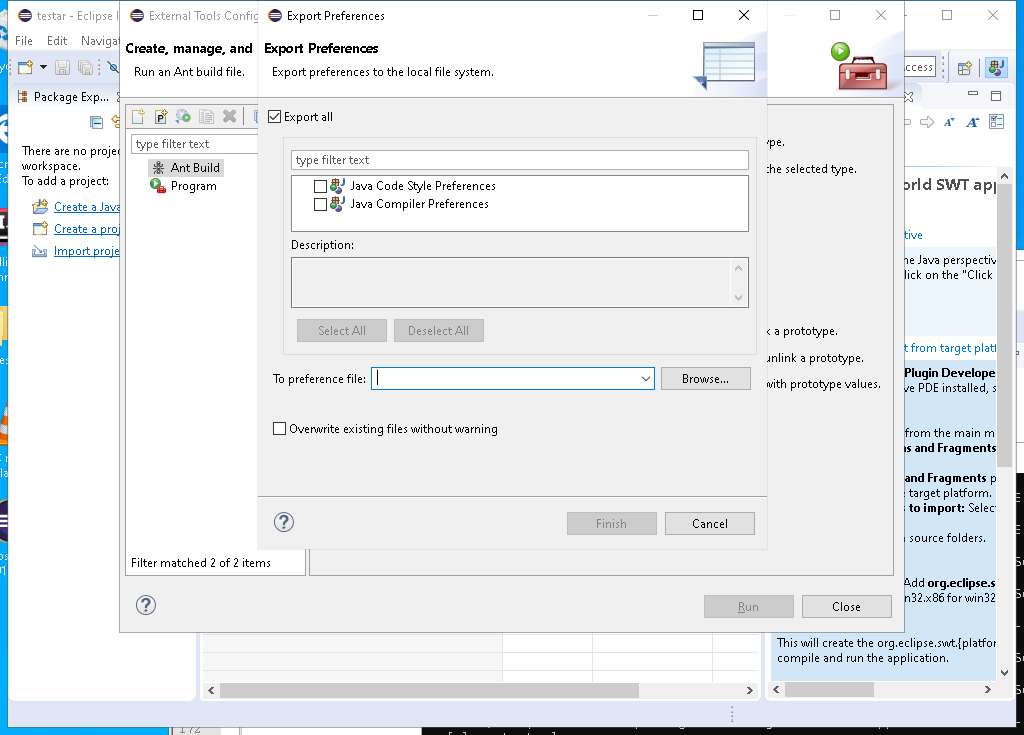 testar - Eclipse I
External Tools Config
Export Preferences
File Edit Navigat
Create, manage, and
Run an Ant build file.
Export Preferences
Export preferences to the local file system.
ccess
Package Exp...
There are no projec
workspace.
To add a project:
Create a Java
Create a proj
Import proje
type filter text
Ant Build
Program
Filter matched 2 of 2 items
Export all
type filter text
Java Code Style Preferences
Java Compiler Preferences
Description:
Select All
Deselect All
To preference file:
Browse...
Overwrite existing files without warning
Finish
Cancel
ype.
the selected type.
k a prototype.
unlink a prototype.
with prototype values.
Run
Close
orld SWT app
tive
he Java perspectiv
lick on the "Click
t from target platf
Plugin Develope
ve PDE installed, s
from the main m
ns and Fragments
and Fragments p
e target platform.
s to import: Selec
source folders.
Add org.eclipse.s
n32.x86 for win32
This will create the org.eclipse.swt.{platfor
compile and run the application.
172